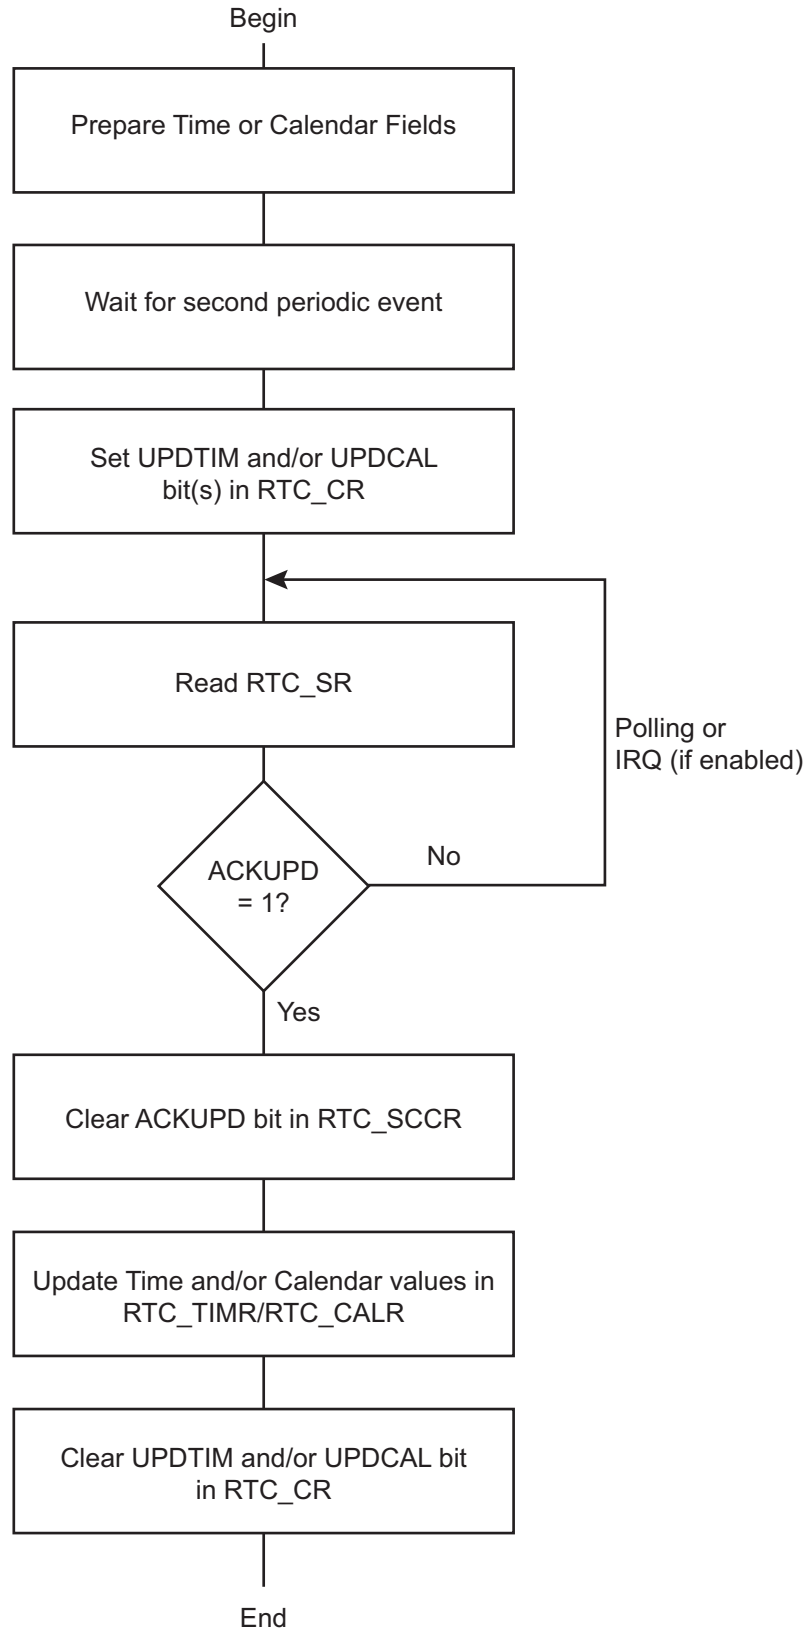 Begin
Prepare Time or Calendar Fields
Wait for second periodic event
Set UPDTIM and/or UPDCAL
bit(s) in RTC_CR
Read RTC_SR
Polling or
IRQ (if enabled)
ACKUPD
= 1?
No
Yes
Clear ACKUPD bit in RTC_SCCR
Update Time and/or Calendar values in
RTC_TIMR/RTC_CALR
Clear UPDTIM and/or UPDCAL bit
in RTC_CR
End